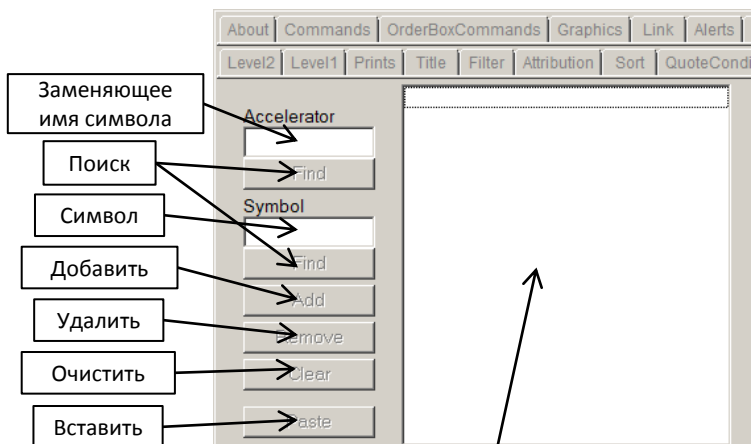 About Commands OrderBoxCommands Graphics Link Alerts
Level2 Level1 Prints Title Filter Attribution Sort QuoteCondi
Заменяющее
имя символа
Accelerator
Поиск
Find
Символ
Symbol
Find
Добавить
Add
Удалить
Remove
Очистить
Clear
Вставить
Paste